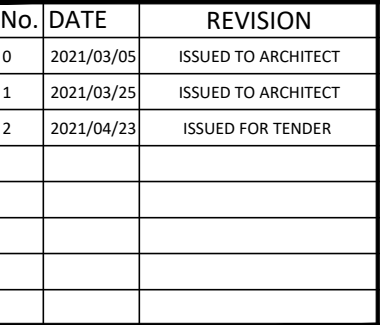 No. DATE REVISION
0 2021/03/05 ISSUED TO ARCHITECT
1 2021/03/25 ISSUED TO ARCHITECT
2 2021/04/23 ISSUED FOR TENDER